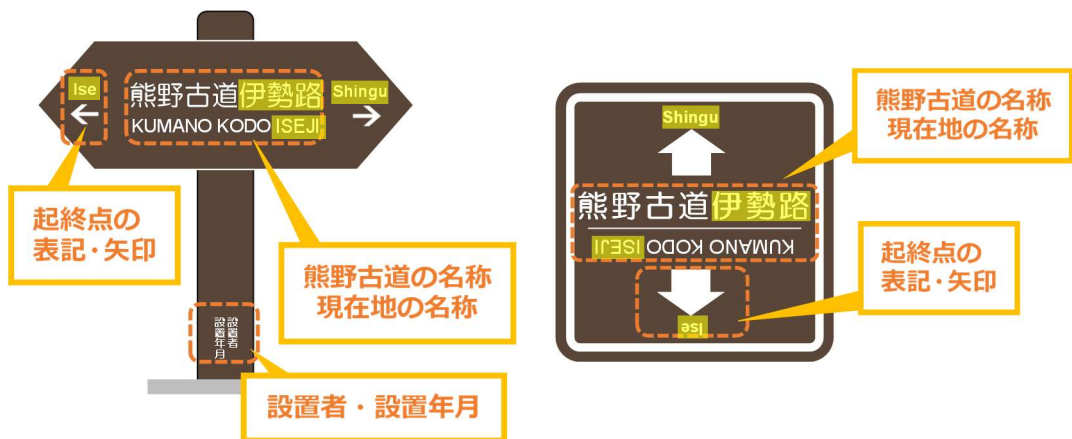 Ise
熊野古道伊勢路
KUMANO KODO ISEJI
Shingu
起終点の
表記・矢印
熊野古道の名称
現在地の名称
設置者
設置年月
設置者・設置年月
Shingu
熊野古道伊勢路
KUMANO KODO ISEJI
Ise
熊野古道の名称
現在地の名称
起終点の
表記・矢印